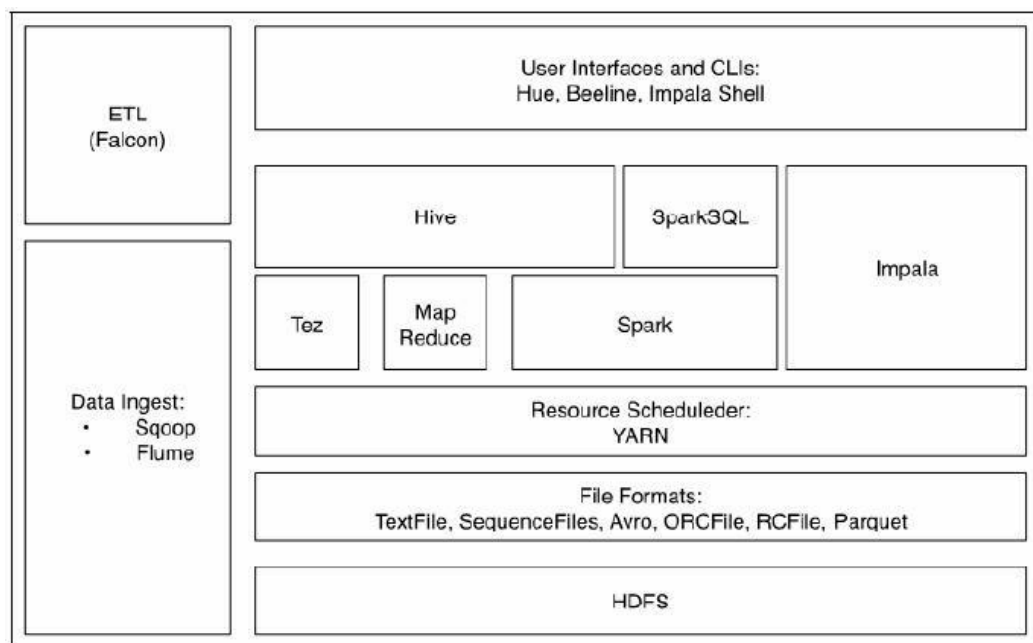 ETL
(Falcon)
User Interfaces and CLIs:
Hue, Beeline, Impala Shell
Hive
SparkSQL
Impala
Tez
Map
Reduce
Spark
Data Ingest:
• Sqoop
• Flume
Resource Scheduleder:
YARN
File Formats:
TextFile, SequenceFiles, Avro, ORCFile, RCFile, Parquet
HDFS